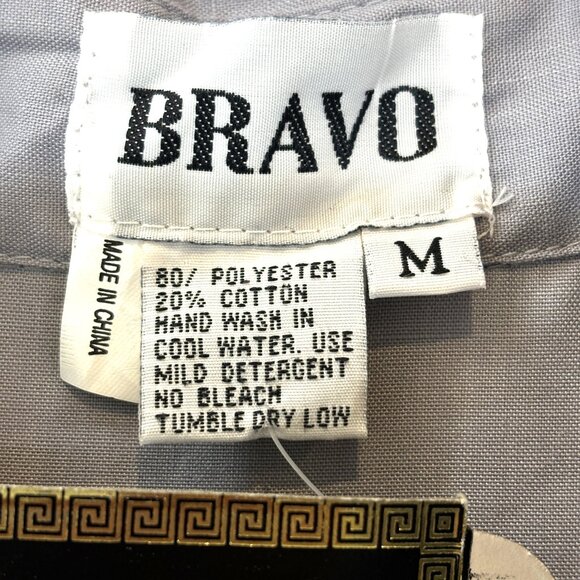 BRAVO
M
MADE IN CHINA
80/ POLYESTER
20% COTTON
HAND WASH IN
COOL WATER. USE
MILD DETERGENT
NO BLEACH
TUMBLE DRY LOW